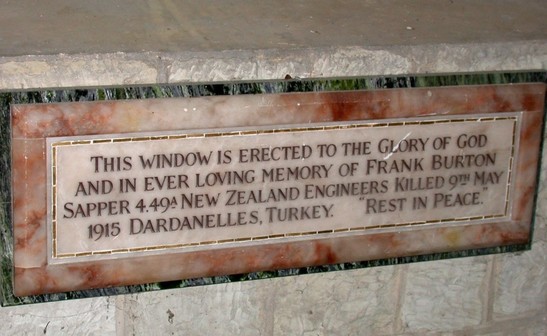 THIS WINDOW IS ERECTED TO THE GLORY OF GOD
AND IN EVER LOVING MEMORY OF FRANK BURTON
SAPPER 4.49A NEW ZEALAND ENGINEERS KILLED 9TH MAY
1915 DARDANELLES, TURKEY. "REST IN PEACE."